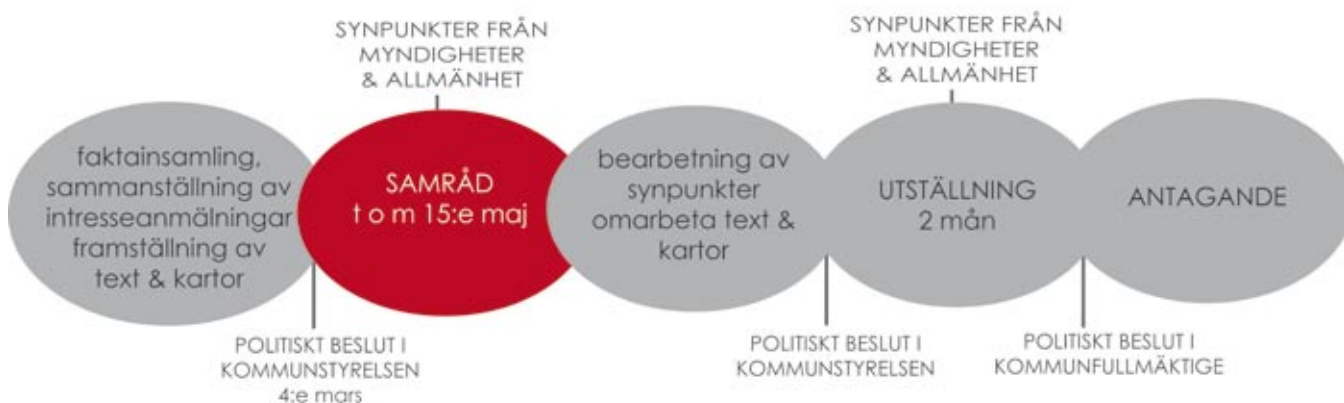 SYNPUNKTER FRÅN
MYNDIGHETER
& ALLMÄNHET
SYNPUNKTER FRÅN
MYNDIGHETER
& ALLMÄNHET
faktainsamling,
sammanställning av
intresseanmälningar
framställning av
text & kartor
SAMRÅD
t o m 15:e maj
bearbetning av
synpunkter
omarbeta text &
kartor
UTSTÄLLNING
2 mån
ANTAGANDE
POLITISKT BESLUT I
KOMMUNSTYRELSEN
4:e mars
POLITISKT BESLUT I
KOMMUNSTYRELSEN
POLITISKT BESLUT I
KOMMUNFULLMÄKTIGE